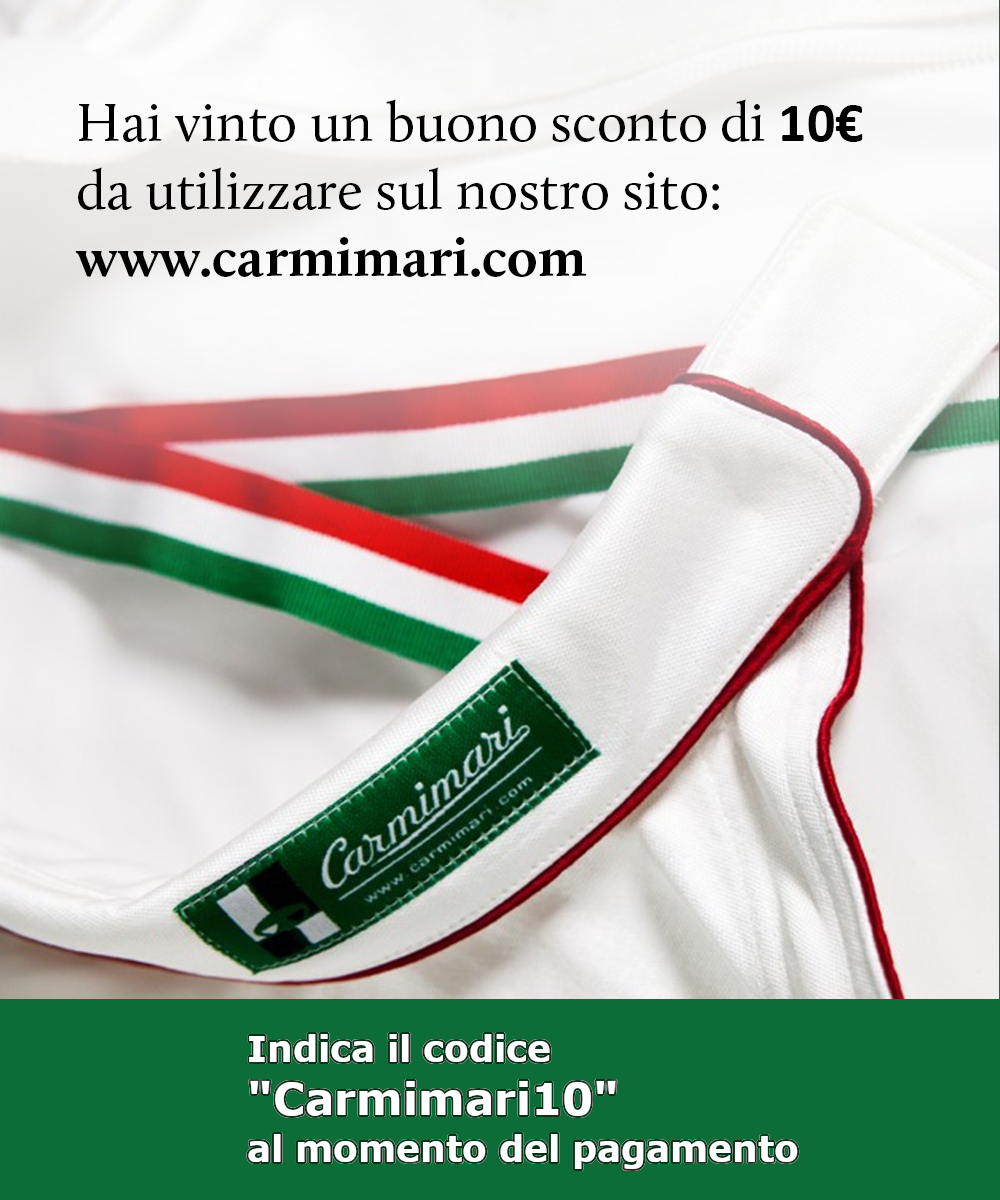 Hai vinto un buono sconto di 10€
da utilizzare sul nostro sito:
www.carmimari.com
Carmimari
www.carmimari.com
Indica il codice
"Carmimari10"
al momento del pagamento